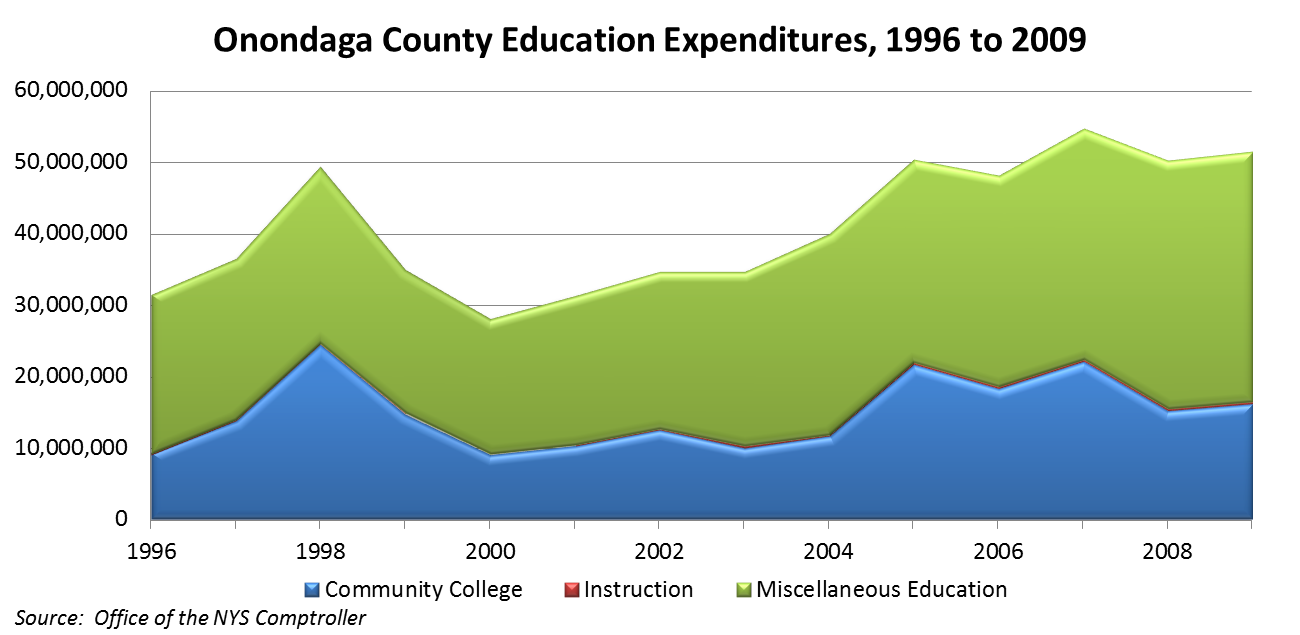 Onondaga County Education Expenditures, 1996 to 2009
60,000,000
50,000,000
40,000,000
30,000,000
20,000,000
10,000,000
0
1996 1998 2000 2002 2004 2006 2008
Community College Instruction Miscellaneous Education
Source: Office of the NYS Comptroller